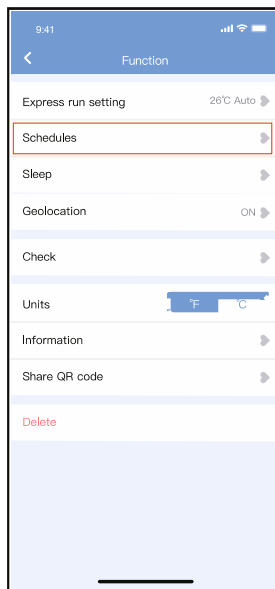 9:41
Function
Express run setting 26°C Auto
Schedules
Sleep
Geolocation ON
Check
Units °F °C
Information
Share QR code
Delete